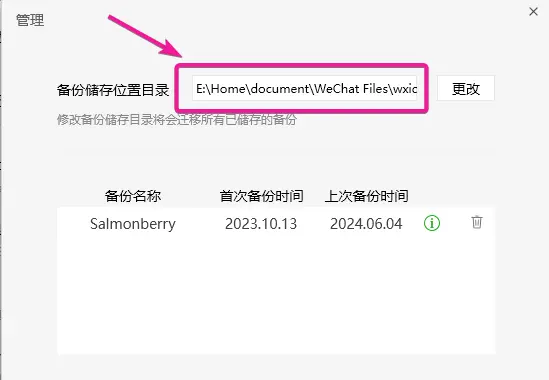 管理
备份储存位置目录 E:\Home\document\WeChat Files\wxic 更改
修改备份储存目录将会迁移所有已储存的备份
备份名称 首次备份时间 上次备份时间
Salmonberry 2023.10.13 2024.06.04